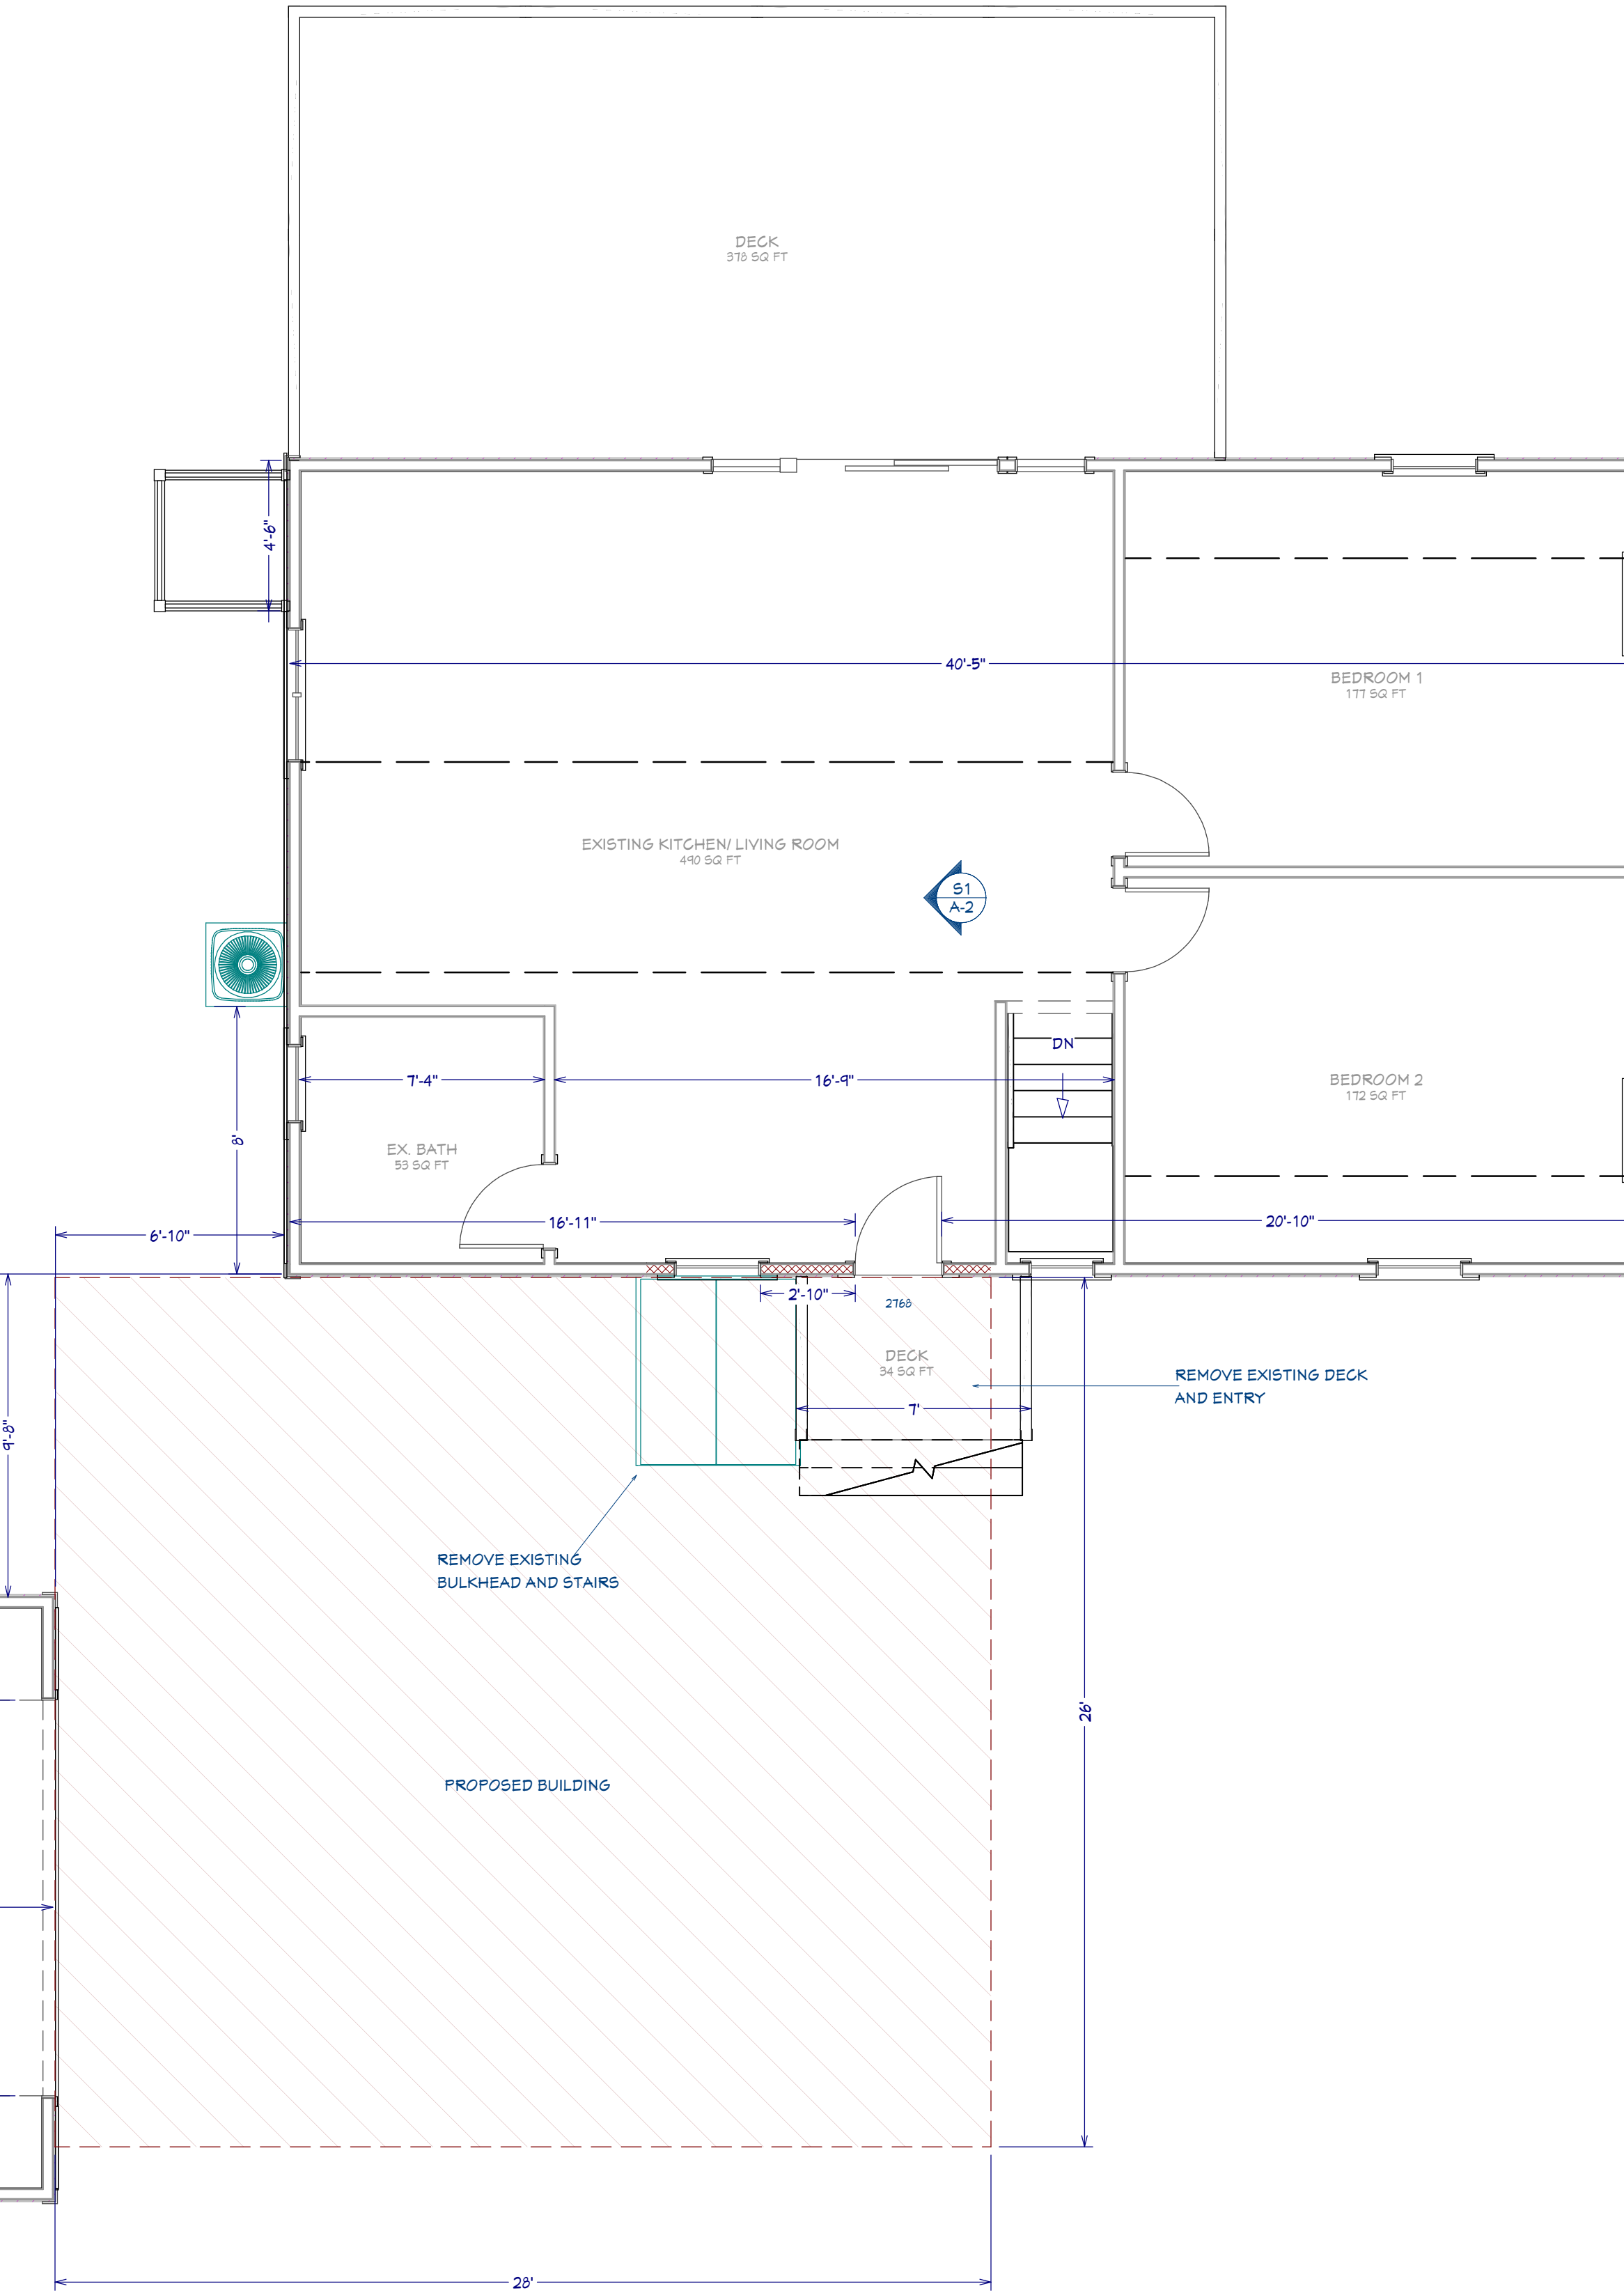 DECK
378 SQ FT
4'-6"
40'-5"
BEDROOM 1
177 SQ FT
EXISTING KITCHEN/ LIVING ROOM
490 SQ FT
S1
A-2
DN
7'-4"
16'-9"
BEDROOM 2
172 SQ FT
8'
EX. BATH
53 SQ FT
6'-10"
16'-11"
20'-10"
2'-10"
2768
DECK
34 SQ FT
REMOVE EXISTING DECK
AND ENTRY
7'
9'-8"
REMOVE EXISTING
BULKHEAD AND STAIRS
26'
PROPOSED BUILDING
28'